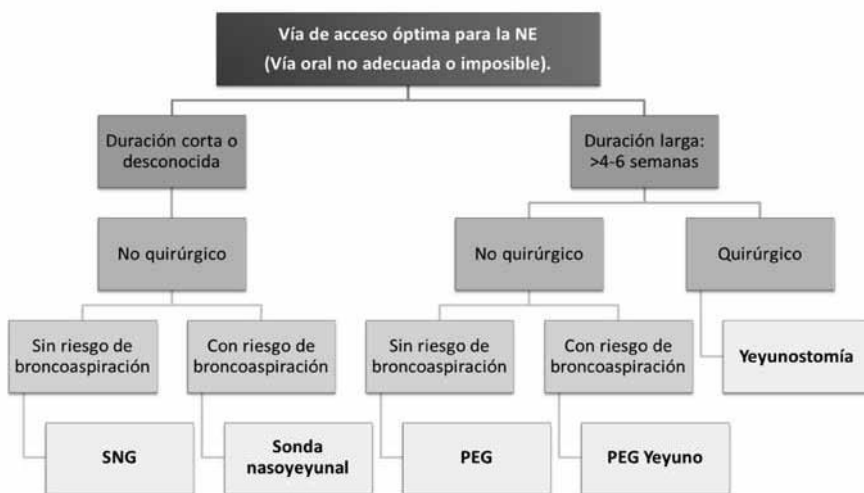 Vía de acceso óptima para la NE
(Vía oral no adecuada o imposible).
Duración corta o
desconocida
Duración larga:
>4-6 semanas
No quirúrgico
No quirúrgico
Quirúrgico
Sin riesgo de
broncoaspiración
Con riesgo de
broncoaspiración
Sin riesgo de
broncoaspiración
Con riesgo de
broncoaspiración
Yeyunostomía
SNG
Sonda
nasoyeyunal
PEG
PEG Yeyuno